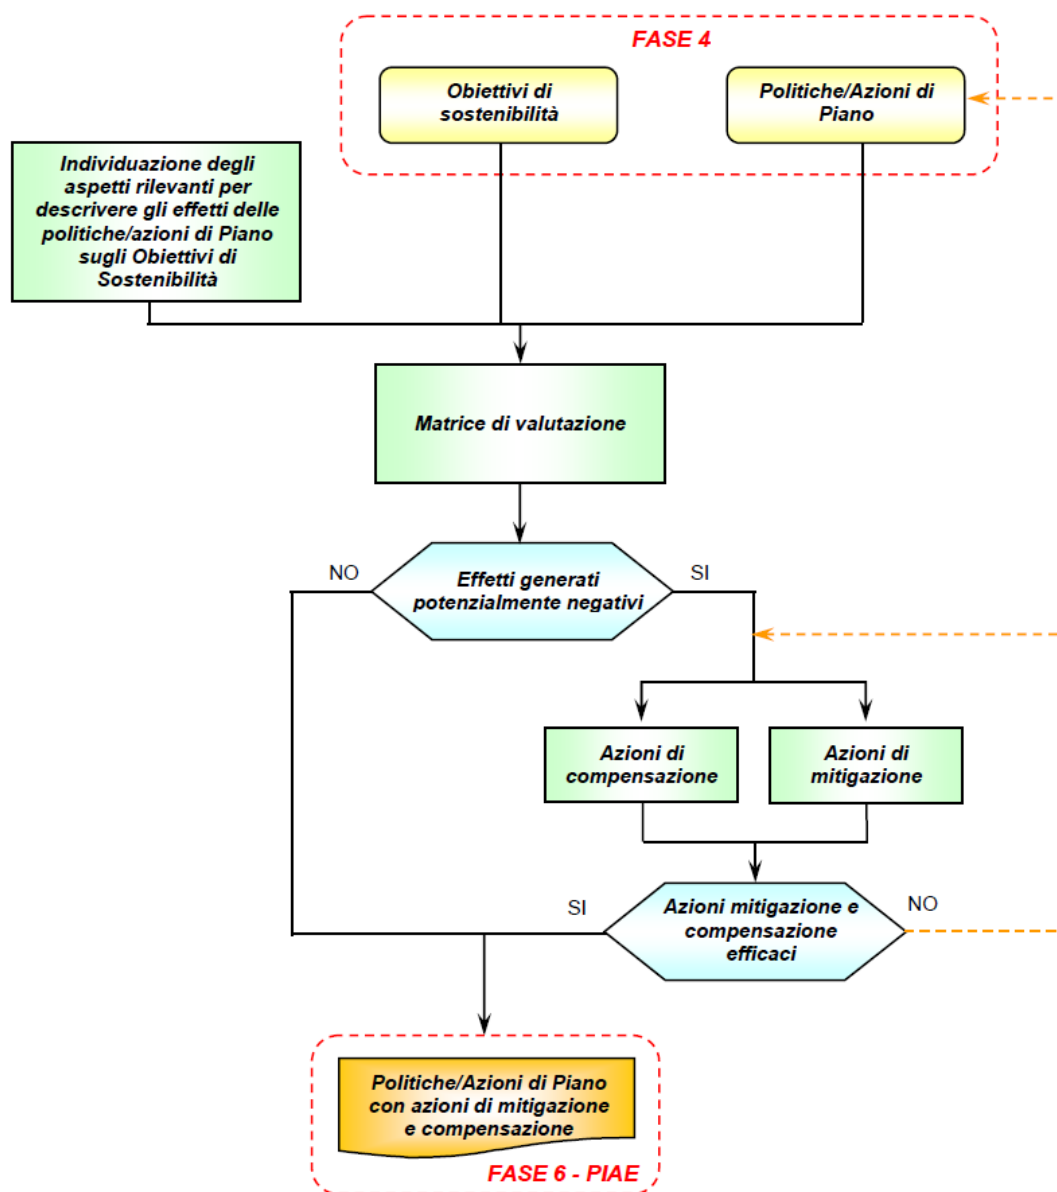 FASE 4
Obiettivi di
sostenibilità
Politiche/Azioni di
Piano
Individuazione degli
aspetti rilevanti per
descrivere gli effetti delle
politiche/azioni di Piano
sugli Obiettivi di
Sostenibilità
Matrice di valutazione
NO
Effetti generati
potenzialmente negativi
SI
Azioni di
compensazione
Azioni di
mitigazione
SI
Azioni mitigazione e
compensazione
efficaci
NO
Politiche/Azioni di Piano
con azioni di mitigazione
e compensazione
FASE 6 - PIAE